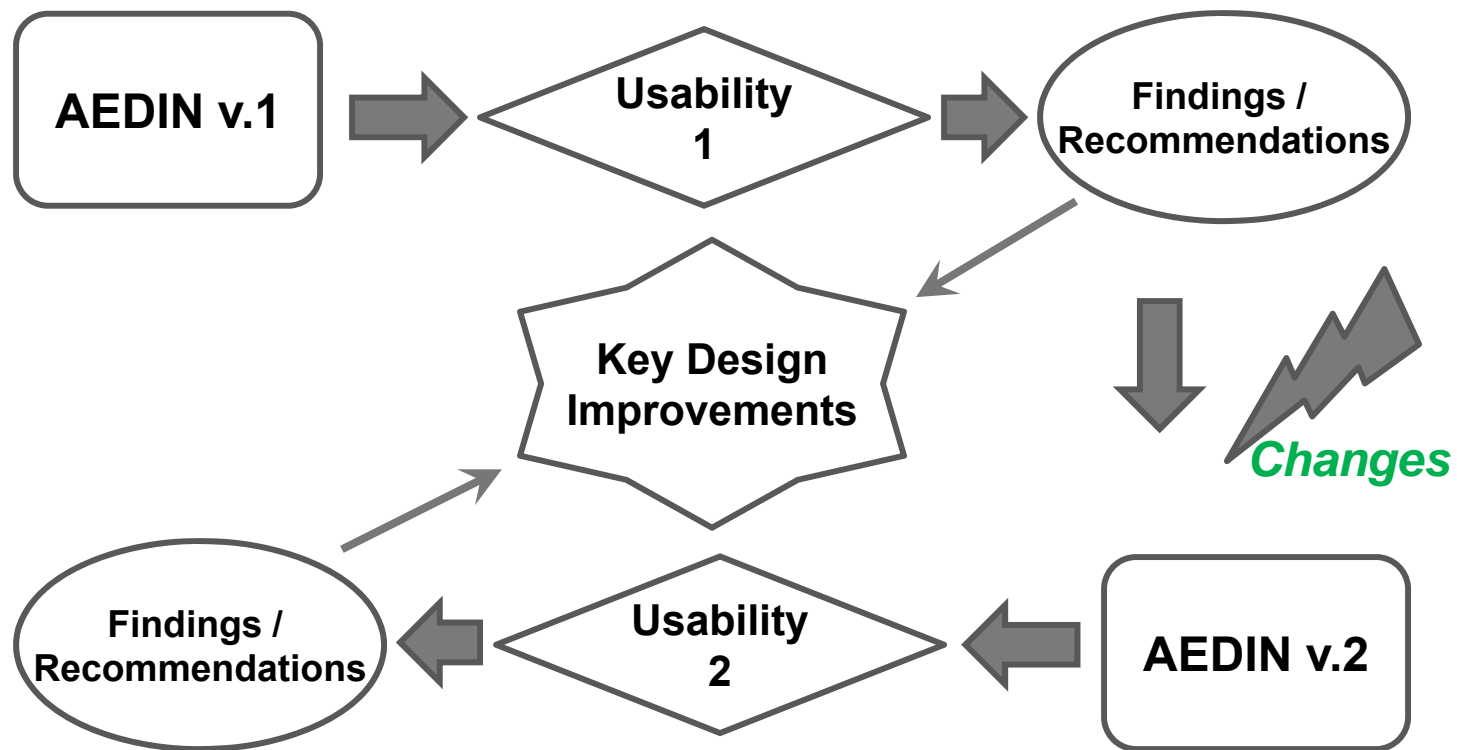 AEDIN v.1
Usability
1
Findings /
Recommendations
Key Design
Improvements
Changes
Findings /
Recommendations
Usability
2
AEDIN v.2